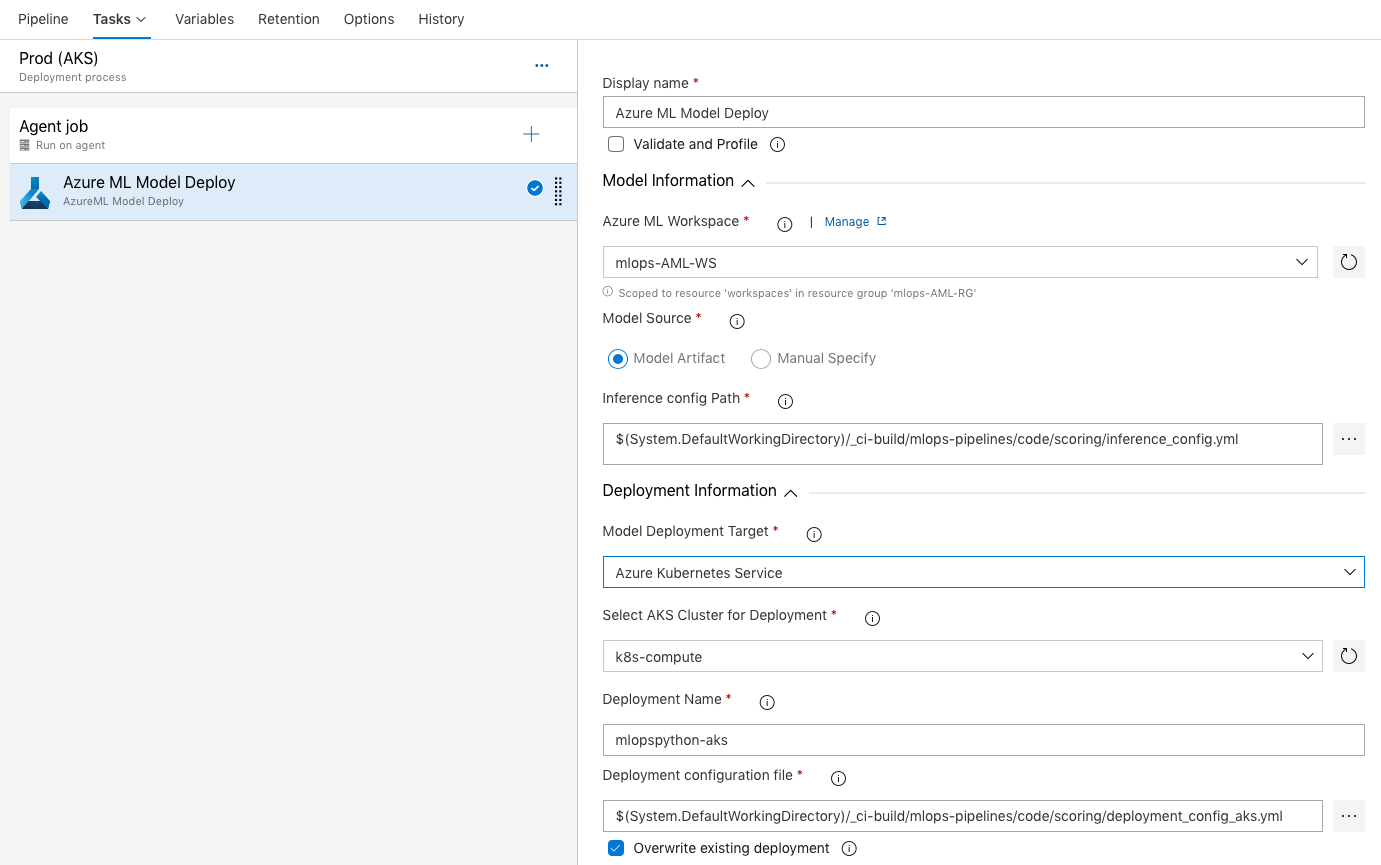 Pipeline Tasks Variables Retention Options History
Prod (AKS)
Deployment process
...
Agent job
Run on agent
Azure ML Model Deploy
AzureML Model Deploy
Display name *
Azure ML Model Deploy
Validate and Profile
Model Information
Azure ML Workspace * | Manage
mlops-AML-WS
Scoped to resource 'workspaces' in resource group 'mlops-AML-RG'
Model Source *
Model Artifact Manual Specify
Inference config Path *
$(System.DefaultWorkingDirectory)/_ci-build/mlops-pipelines/code/scoring/inference_config.yml ...
Deployment Information
Model Deployment Target *
Azure Kubernetes Service
Select AKS Cluster for Deployment *
k8s-compute
Deployment Name *
mlopspython-aks
Deployment configuration file *
$(System.DefaultWorkingDirectory)/_ci-build/mlops-pipelines/code/scoring/deployment_config_aks.yml ...
Overwrite existing deployment